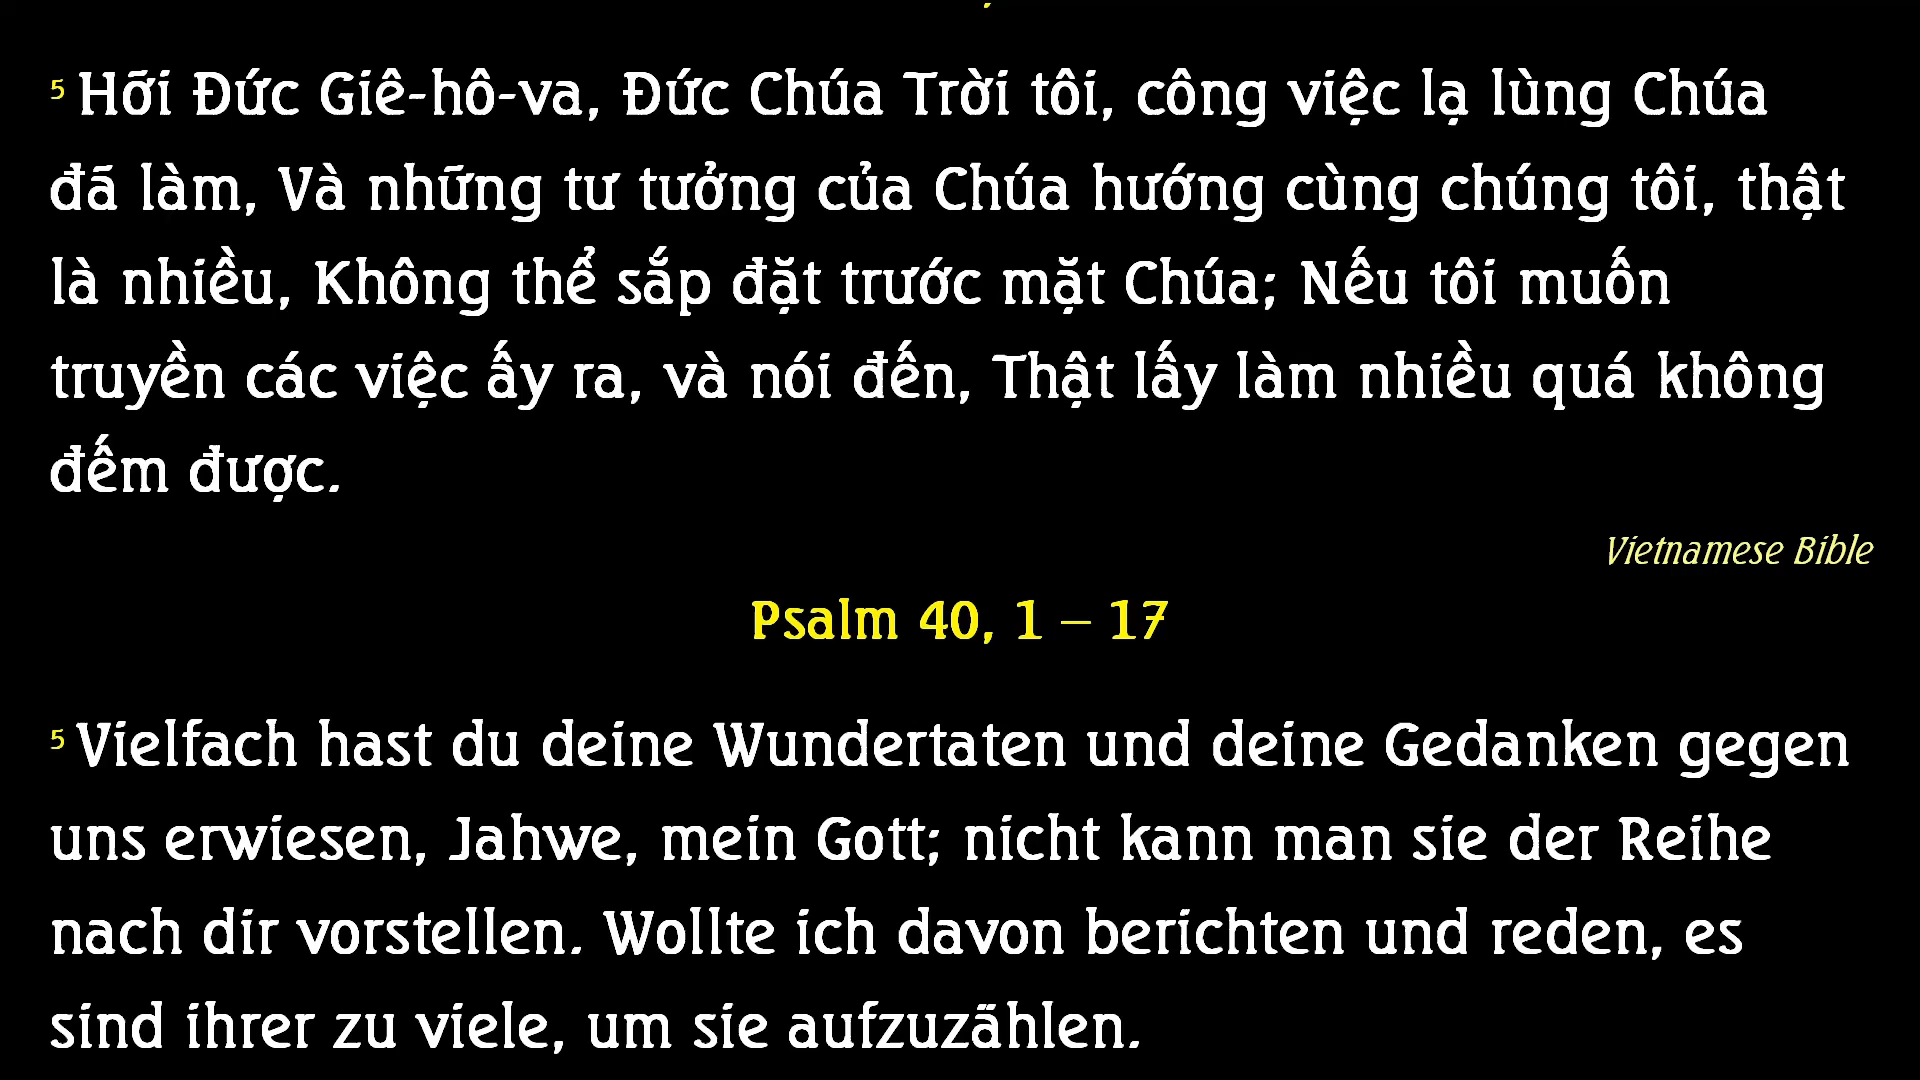 5 Hỡi Đức Giê-hô-va, Đức Chúa Trời tôi, công việc lạ lùng Chúa
đã làm, Và những tư tưởng của Chúa hướng cùng chúng tôi, thật
là nhiều, Không thể sắp đặt trước mặt Chúa; Nếu tôi muốn
truyền các việc ấy ra, và nói đến, Thật lấy làm nhiều quá không
đếm được.
Vietnamese Bible
Psalm 40, 1 – 17
5 Vielfach hast du deine Wundertaten und deine Gedanken gegen
uns erwiesen, Jahwe, mein Gott; nicht kann man sie der Reihe
nach dir vorstellen. Wollte ich davon berichten und reden, es
sind ihrer zu viele, um sie aufzuzählen.